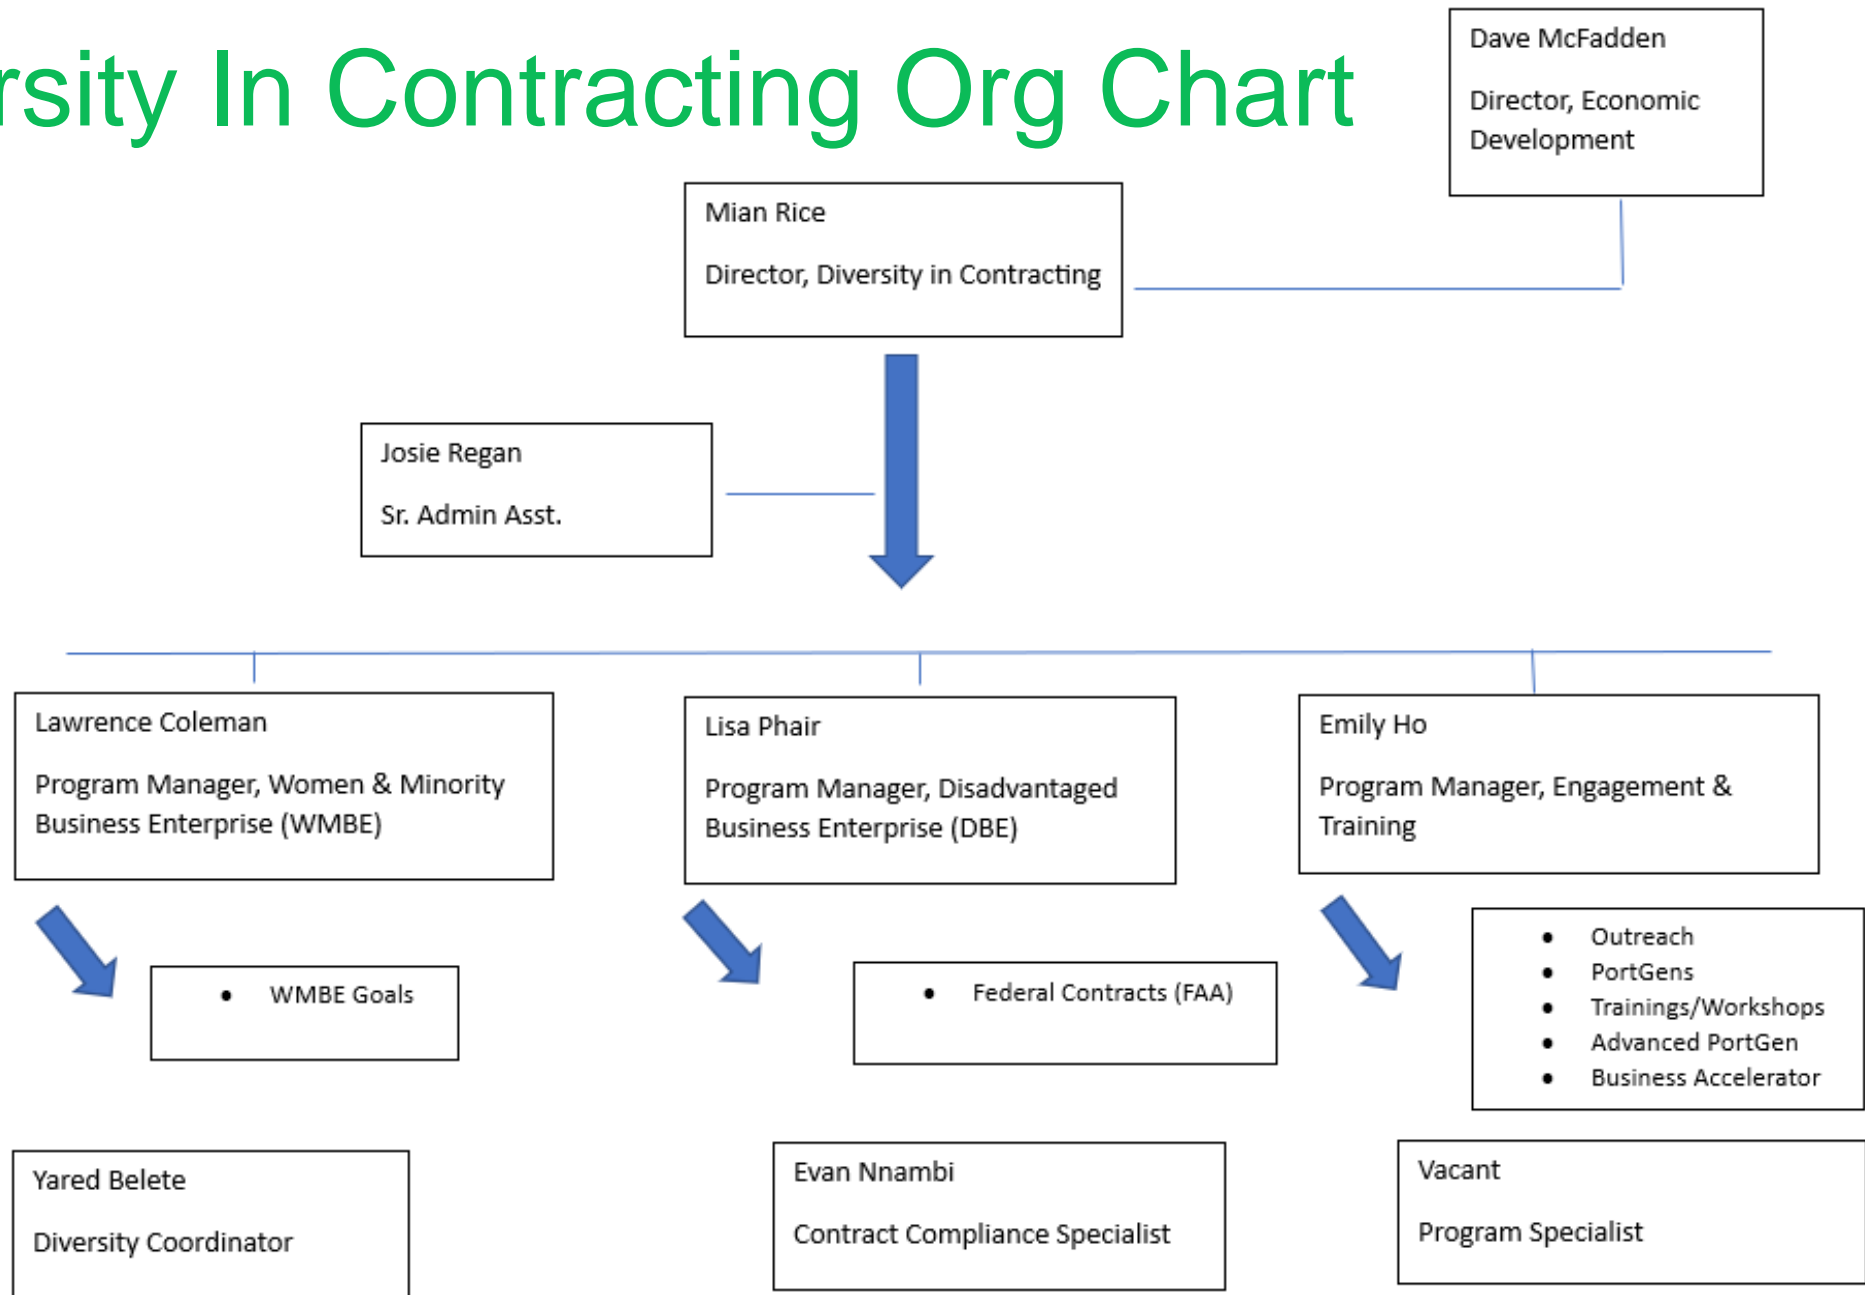 rsity In Contracting Org Chart
Dave McFadden
Director, Economic
Development
Mian Rice
Director, Diversity in Contracting
Josie Regan
Sr. Admin Asst.
Lawrence Coleman
Program Manager, Women & Minority
Business Enterprise (WMBE)
Lisa Phair
Program Manager, Disadvantaged
Business Enterprise (DBE)
Emily Ho
Program Manager, Engagement &
Training
• WMBE Goals
• Federal Contracts (FAA)
• Outreach
• PortGens
• Trainings/Workshops
• Advanced PortGen
• Business Accelerator
Yared Belete
Diversity Coordinator
Evan Nnambi
Contract Compliance Specialist
Vacant
Program Specialist